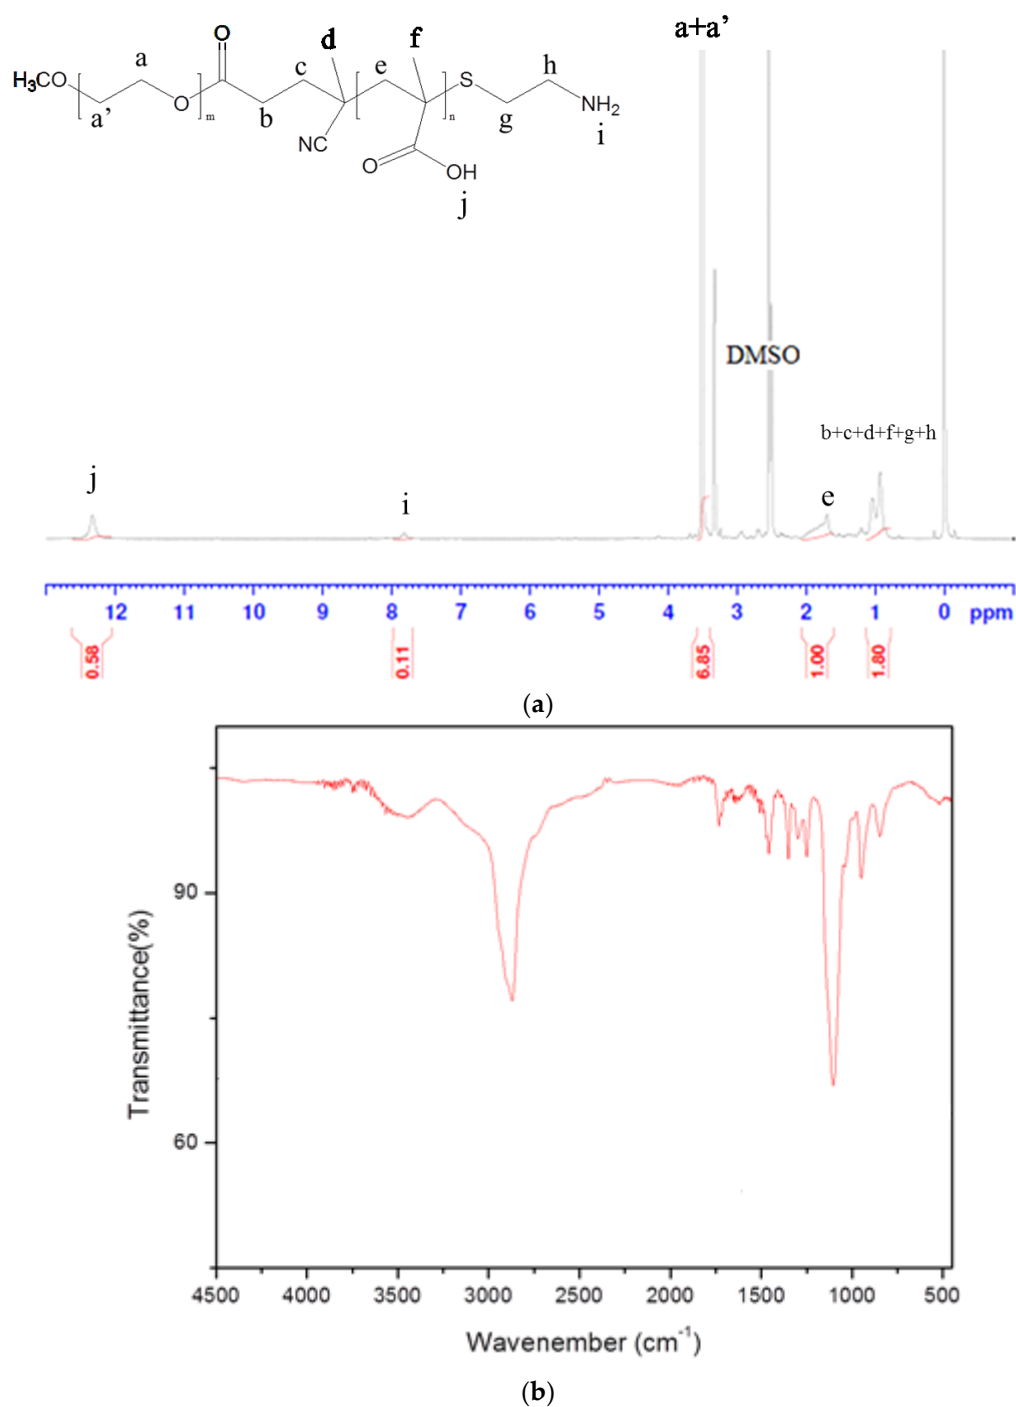 a+a’
O d f
H₃CO a c e S h
a’ O m b n g NH₂
NC O OH i
j
DMSO
b+c+d+f+g+h
j i e
12 11 10 9 8 7 6 5 4 3 2 1 0 ppm
0.58 0.11 6.85 1.00 1.80
(a)
90
60
Transmittance(%)
4500 4000 3500 3000 2500 2000 1500 1000 500
Wavenember (cm⁻¹)
(b)